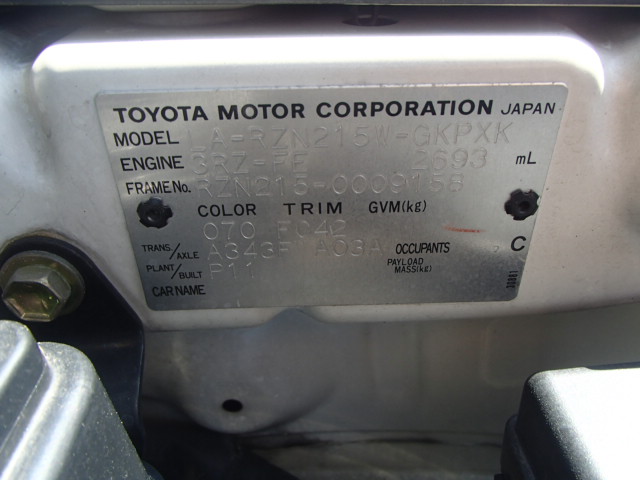 TOYOTA MOTOR CORPORATION JAPAN
MODEL LA-RZN215W-GKPXK
ENGINE 3RZ-FE 2693 mL
FRAME No. RZN215-0009158
COLOR TRIM GVM(kg)
070 FC42
TRANS./AXLE A343F A03A OCCUPANTS C
PLANT/BUILT P11 PAYLOAD MASS(kg)
CAR NAME